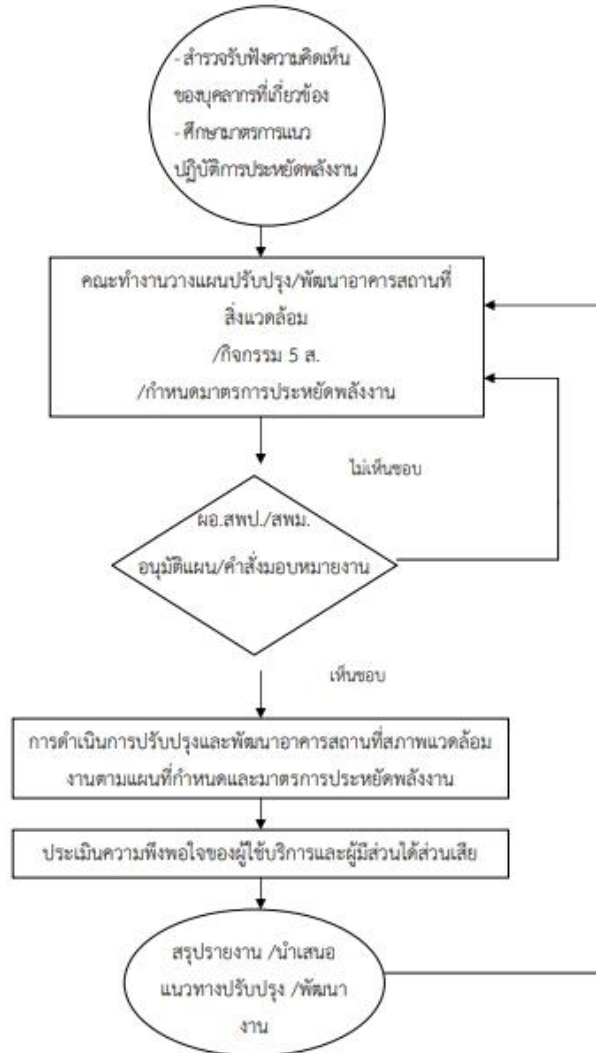 - สำรวจรับฟังความคิดเห็น
ของบุคลากรที่เกี่ยวข้อง
- ศึกษามาตรการแนว
ปฏิบัติการประหยัดพลังงาน
คณะทำงานวางแผนปรับปรุง/พัฒนาอาคารสถานที่
สิ่งแวดล้อม
/กิจกรรม 5 ส.
/กำหนดมาตรการประหยัดพลังงาน
ไม่เห็นชอบ
ผอ.สพป./สพม.
อนุมัติแผน/คำสั่งมอบหมายงาน
เห็นชอบ
การดำเนินการปรับปรุงและพัฒนาอาคารสถานที่สภาพแวดล้อม
งานตามแผนที่กำหนดและมาตรการประหยัดพลังงาน
ประเมินความพึงพอใจของผู้ใช้บริการและผู้มีส่วนได้ส่วนเสีย
สรุปรายงาน /นำเสนอ
แนวทางปรับปรุง /พัฒนา
งาน